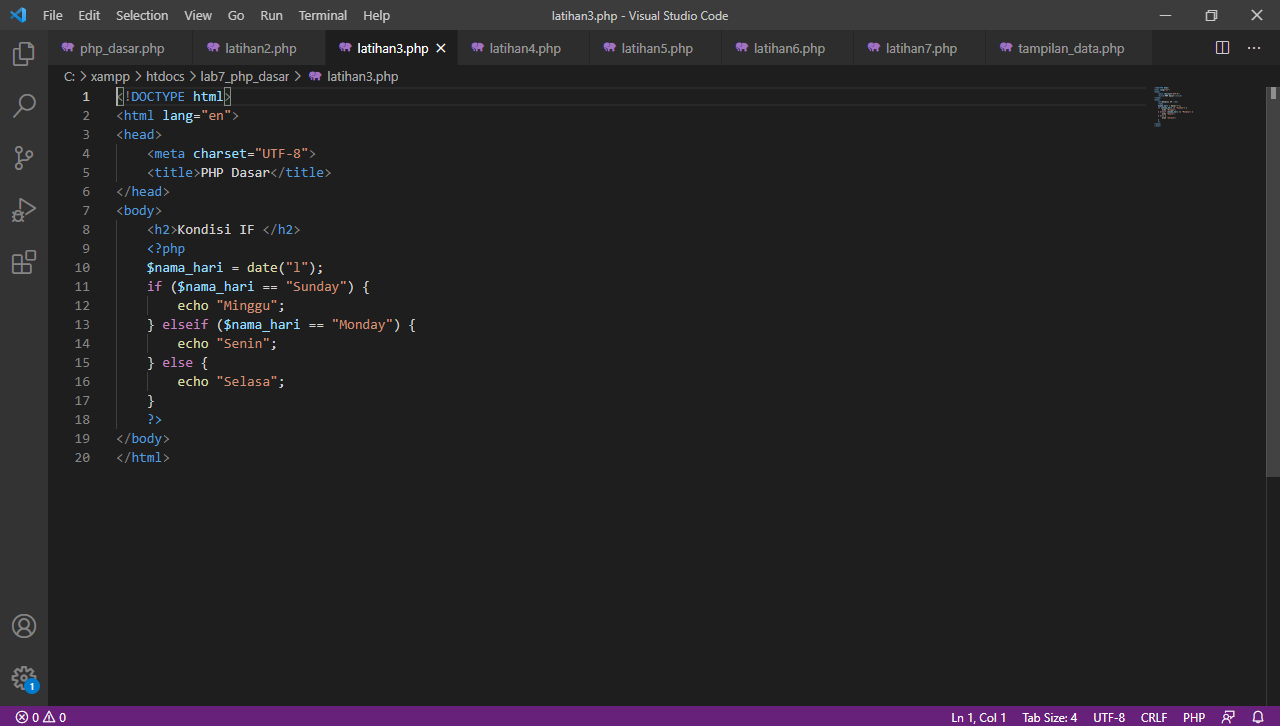 File Edit Selection View Go Run Terminal Help latihan3.php - Visual Studio Code
php_dasar.php latihan2.php latihan3.php latihan4.php latihan5.php latihan6.php latihan7.php tampilan_data.php
C: > xampp > htdocs > lab7_php_dasar > latihan3.php
1 <!DOCTYPE html>
2 <html lang="en">
3 <head>
4     <meta charset="UTF-8">
5     <title>PHP Dasar</title>
6 </head>
7 <body>
8     <h2>Kondisi IF </h2>
9     <?php
10     $nama_hari = date("l");
11     if ($nama_hari == "Sunday") {
12         echo "Minggu";
13     } elseif ($nama_hari == "Monday") {
14         echo "Senin";
15     } else {
16         echo "Selasa";
17     }
18     ?>
19 </body>
20 </html>
1
0 0 Ln 1, Col 1 Tab Size: 4 UTF-8 CRLF PHP